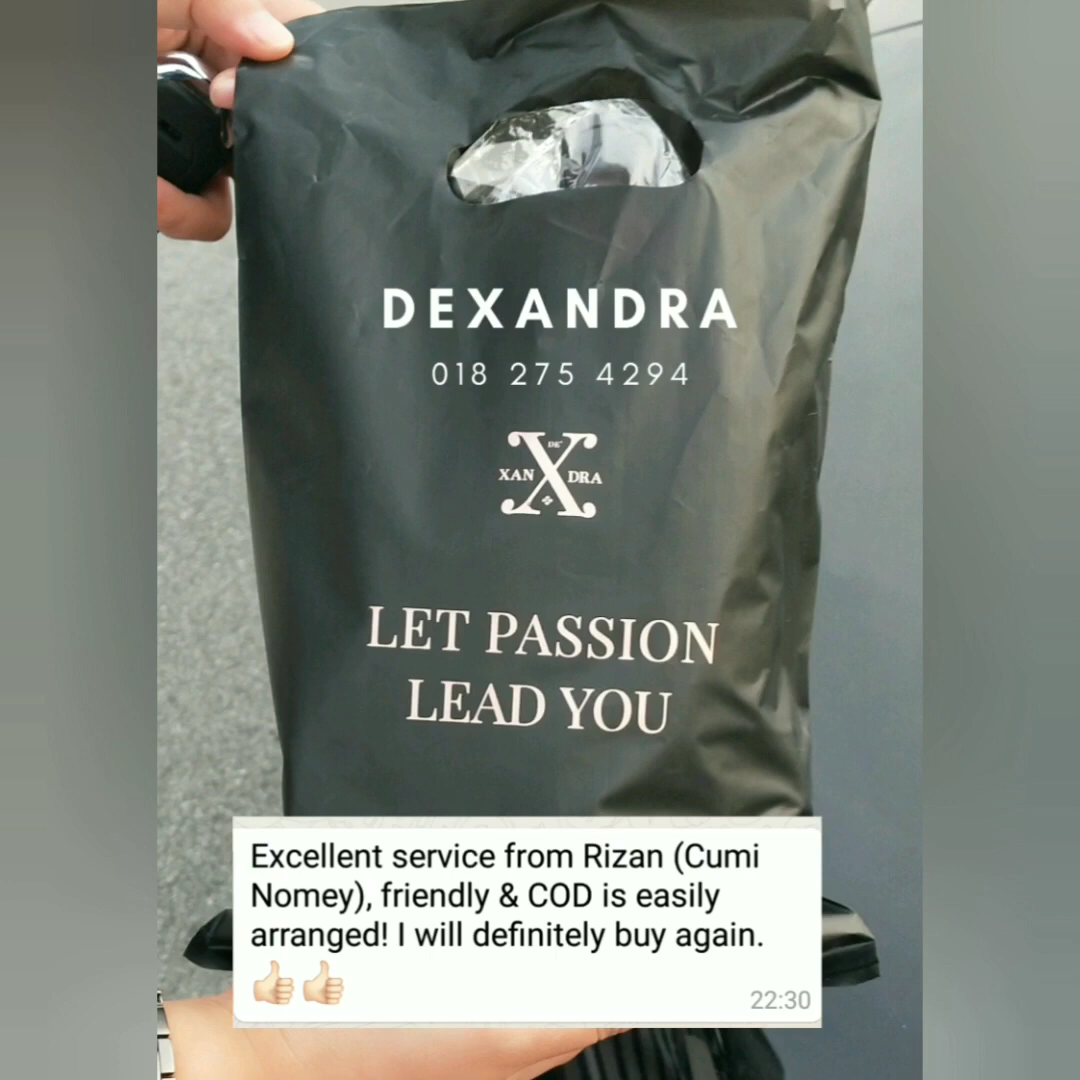 DEXANDRA
018 275 4294
DE'
XAN DRA
LET PASSION
LEAD YOU
Excellent service from Rizan (Cumi
Nomey), friendly & COD is easily
arranged! I will definitely buy again.
👍🏻👍🏻
22:30